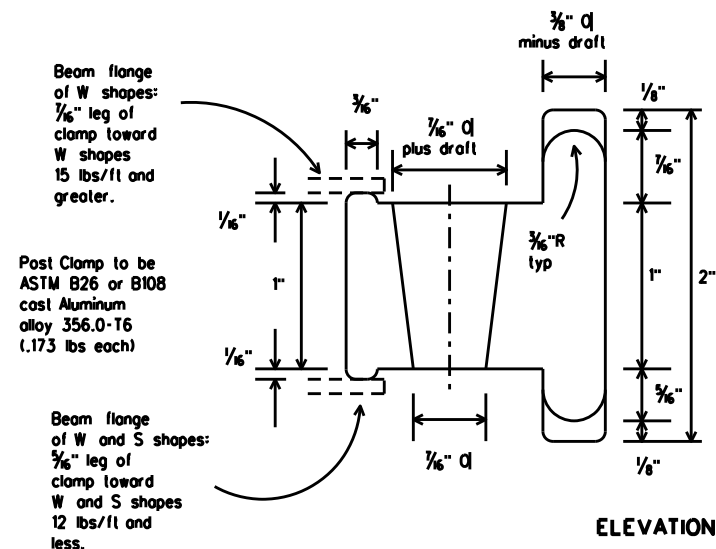 Beam flange
of W shapes:
7/16" leg of
clamp toward
W shapes
15 lbs/ft and
greater.
Post Clamp to be
ASTM B26 or B108
cast Aluminum
alloy 356.0-T6
(.173 lbs each)
Beam flange
of W and S shapes:
5/16" leg of
clamp toward
W and S shapes
12 lbs/ft and
less.
1/16"
1"
1/16"
3/16"
7/16"
plus draft
7/16"
3/8"
minus draft
3/16"R
typ
1/8"
7/16"
1"
5/16"
1/8"
2"
ELEVATION